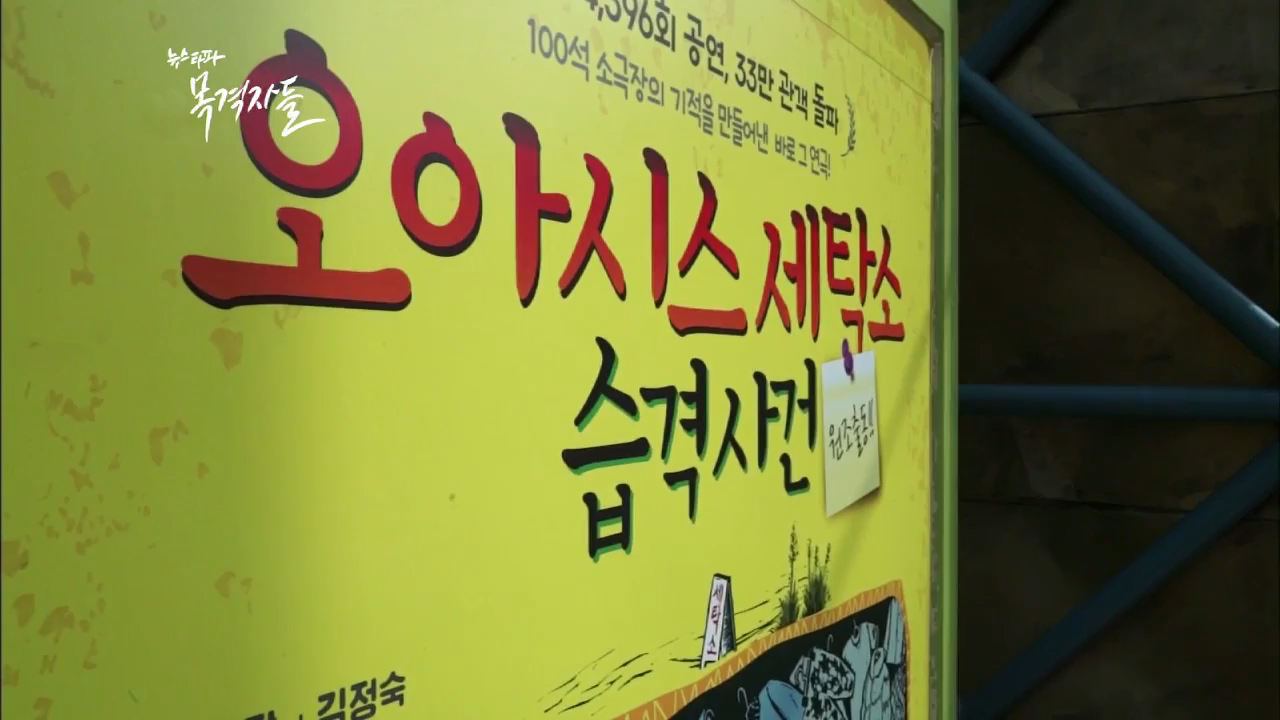 뉴스타파
목격자들
4,396회 공연, 33만 관객 돌파
100석 소극장의 기적을 만들어낸 바로 그 연극!
오아시스 세탁소
습격사건
원조출동!!
세탁소
김정숙